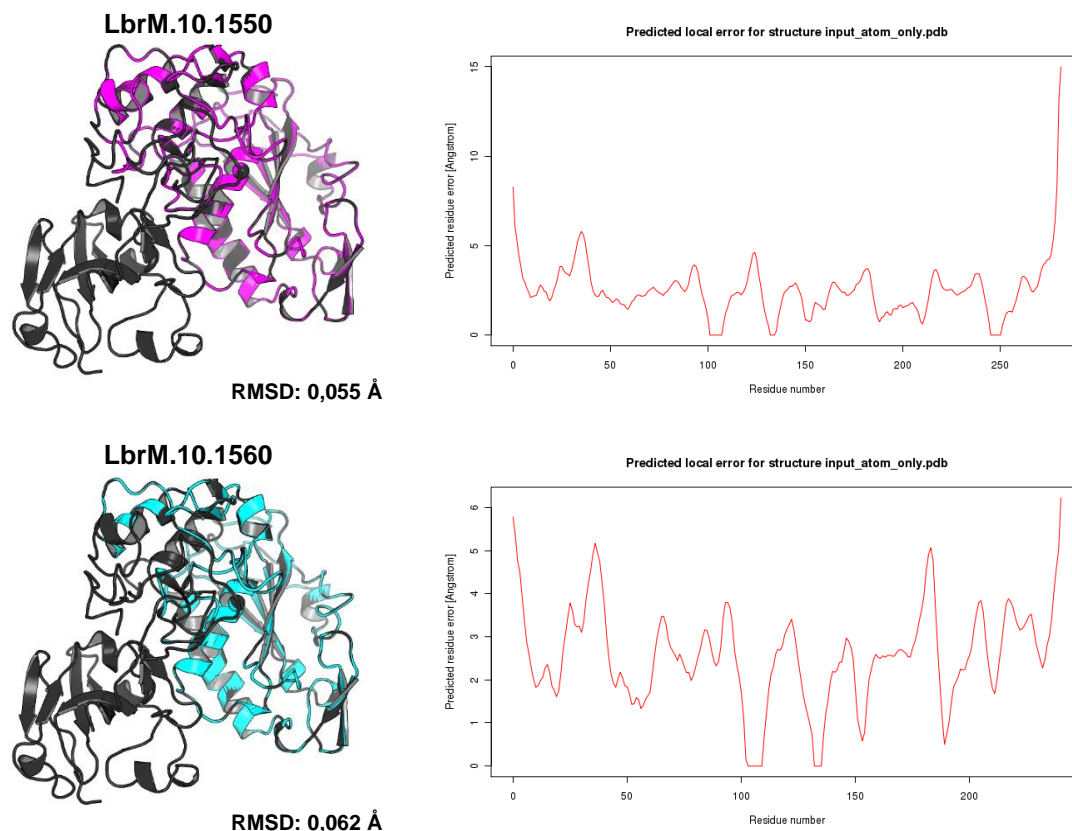 LbrM.10.1550
RMSD: 0,055 Å
Predicted local error for structure input_atom_only.pdb
Predicted residue error [Angstrom]
15
10
5
0
0 50 100 150 200 250
Residue number
LbrM.10.1560
RMSD: 0,062 Å
Predicted local error for structure input_atom_only.pdb
Predicted residue error [Angstrom]
6
5
4
3
2
1
0
0 50 100 150 200
Residue number